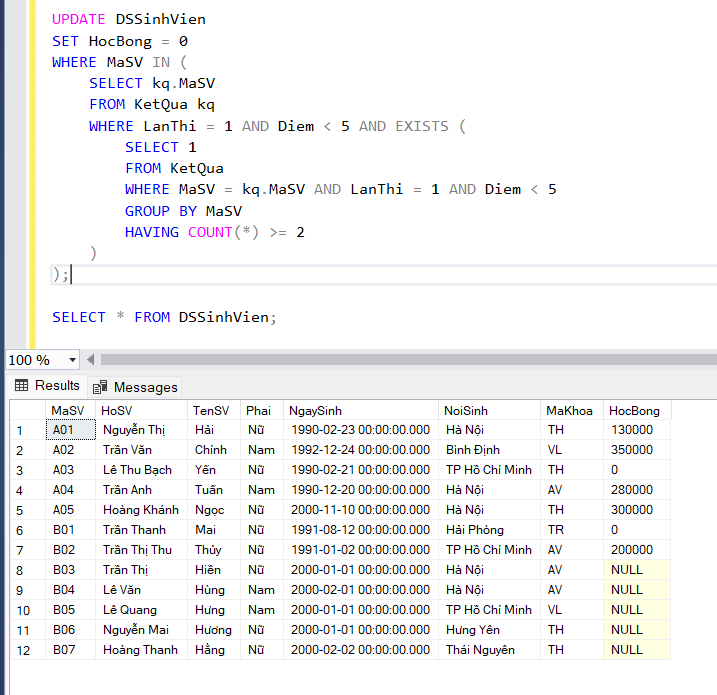 UPDATE DSSinhVien
SET HocBong = 0
WHERE MaSV IN (
SELECT kq.MaSV
FROM KetQua kq
WHERE LanThi = 1 AND Diem < 5 AND EXISTS (
SELECT 1
FROM KetQua
WHERE MaSV = kq.MaSV AND LanThi = 1 AND Diem < 5
GROUP BY MaSV
HAVING COUNT(*) >= 2
)
);
SELECT * FROM DSSinhVien;
100 %
Results Messages
MaSV HoSV TenSV Phai NgaySinh NoiSinh MaKhoa HocBong
1 A01 Nguyễn Thị Hải Nữ 1990-02-23 00:00:00.000 Hà Nội TH 130000
2 A02 Trần Văn Chính Nam 1992-12-24 00:00:00.000 Bình Định VL 350000
3 A03 Lê Thu Bạch Yến Nữ 1990-02-21 00:00:00.000 TP Hồ Chí Minh TH 0
4 A04 Trần Anh Tuấn Nam 1990-12-20 00:00:00.000 Hà Nội AV 280000
5 A05 Hoàng Khánh Ngọc Nữ 2000-11-10 00:00:00.000 Hà Nội TH 300000
6 B01 Trần Thanh Mai Nữ 1991-08-12 00:00:00.000 Hải Phòng TR 0
7 B02 Trần Thị Thu Thủy Nữ 1991-01-02 00:00:00.000 TP Hồ Chí Minh AV 200000
8 B03 Trần Thị Hiền Nữ 2000-01-01 00:00:00.000 Hà Nội AV NULL
9 B04 Lê Văn Hùng Nam 2000-02-01 00:00:00.000 Hà Nội AV NULL
10 B05 Lê Quang Hưng Nam 2000-01-01 00:00:00.000 TP Hồ Chí Minh VL NULL
11 B06 Nguyễn Mai Hương Nữ 2000-01-01 00:00:00.000 Hưng Yên TH NULL
12 B07 Hoàng Thanh Hằng Nữ 2000-02-02 00:00:00.000 Thái Nguyên TH NULL